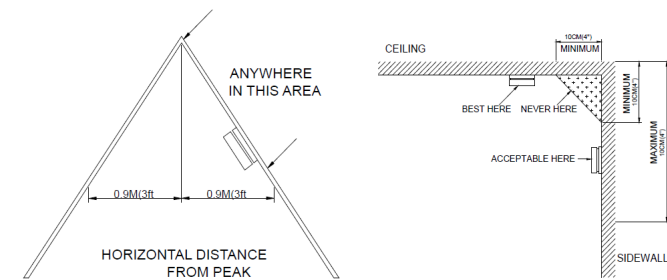 ANYWHERE
IN THIS AREA
0.9M(3ft
0.9M(3ft
HORIZONTAL DISTANCE
FROM PEAK
10CM(4")
MINIMUM
CEILING
BEST HERE
NEVER HERE
MINIMUM
10CM(4")
MAXIMUM
10CM(4")
ACCEPTABLE HERE
SIDEWALL